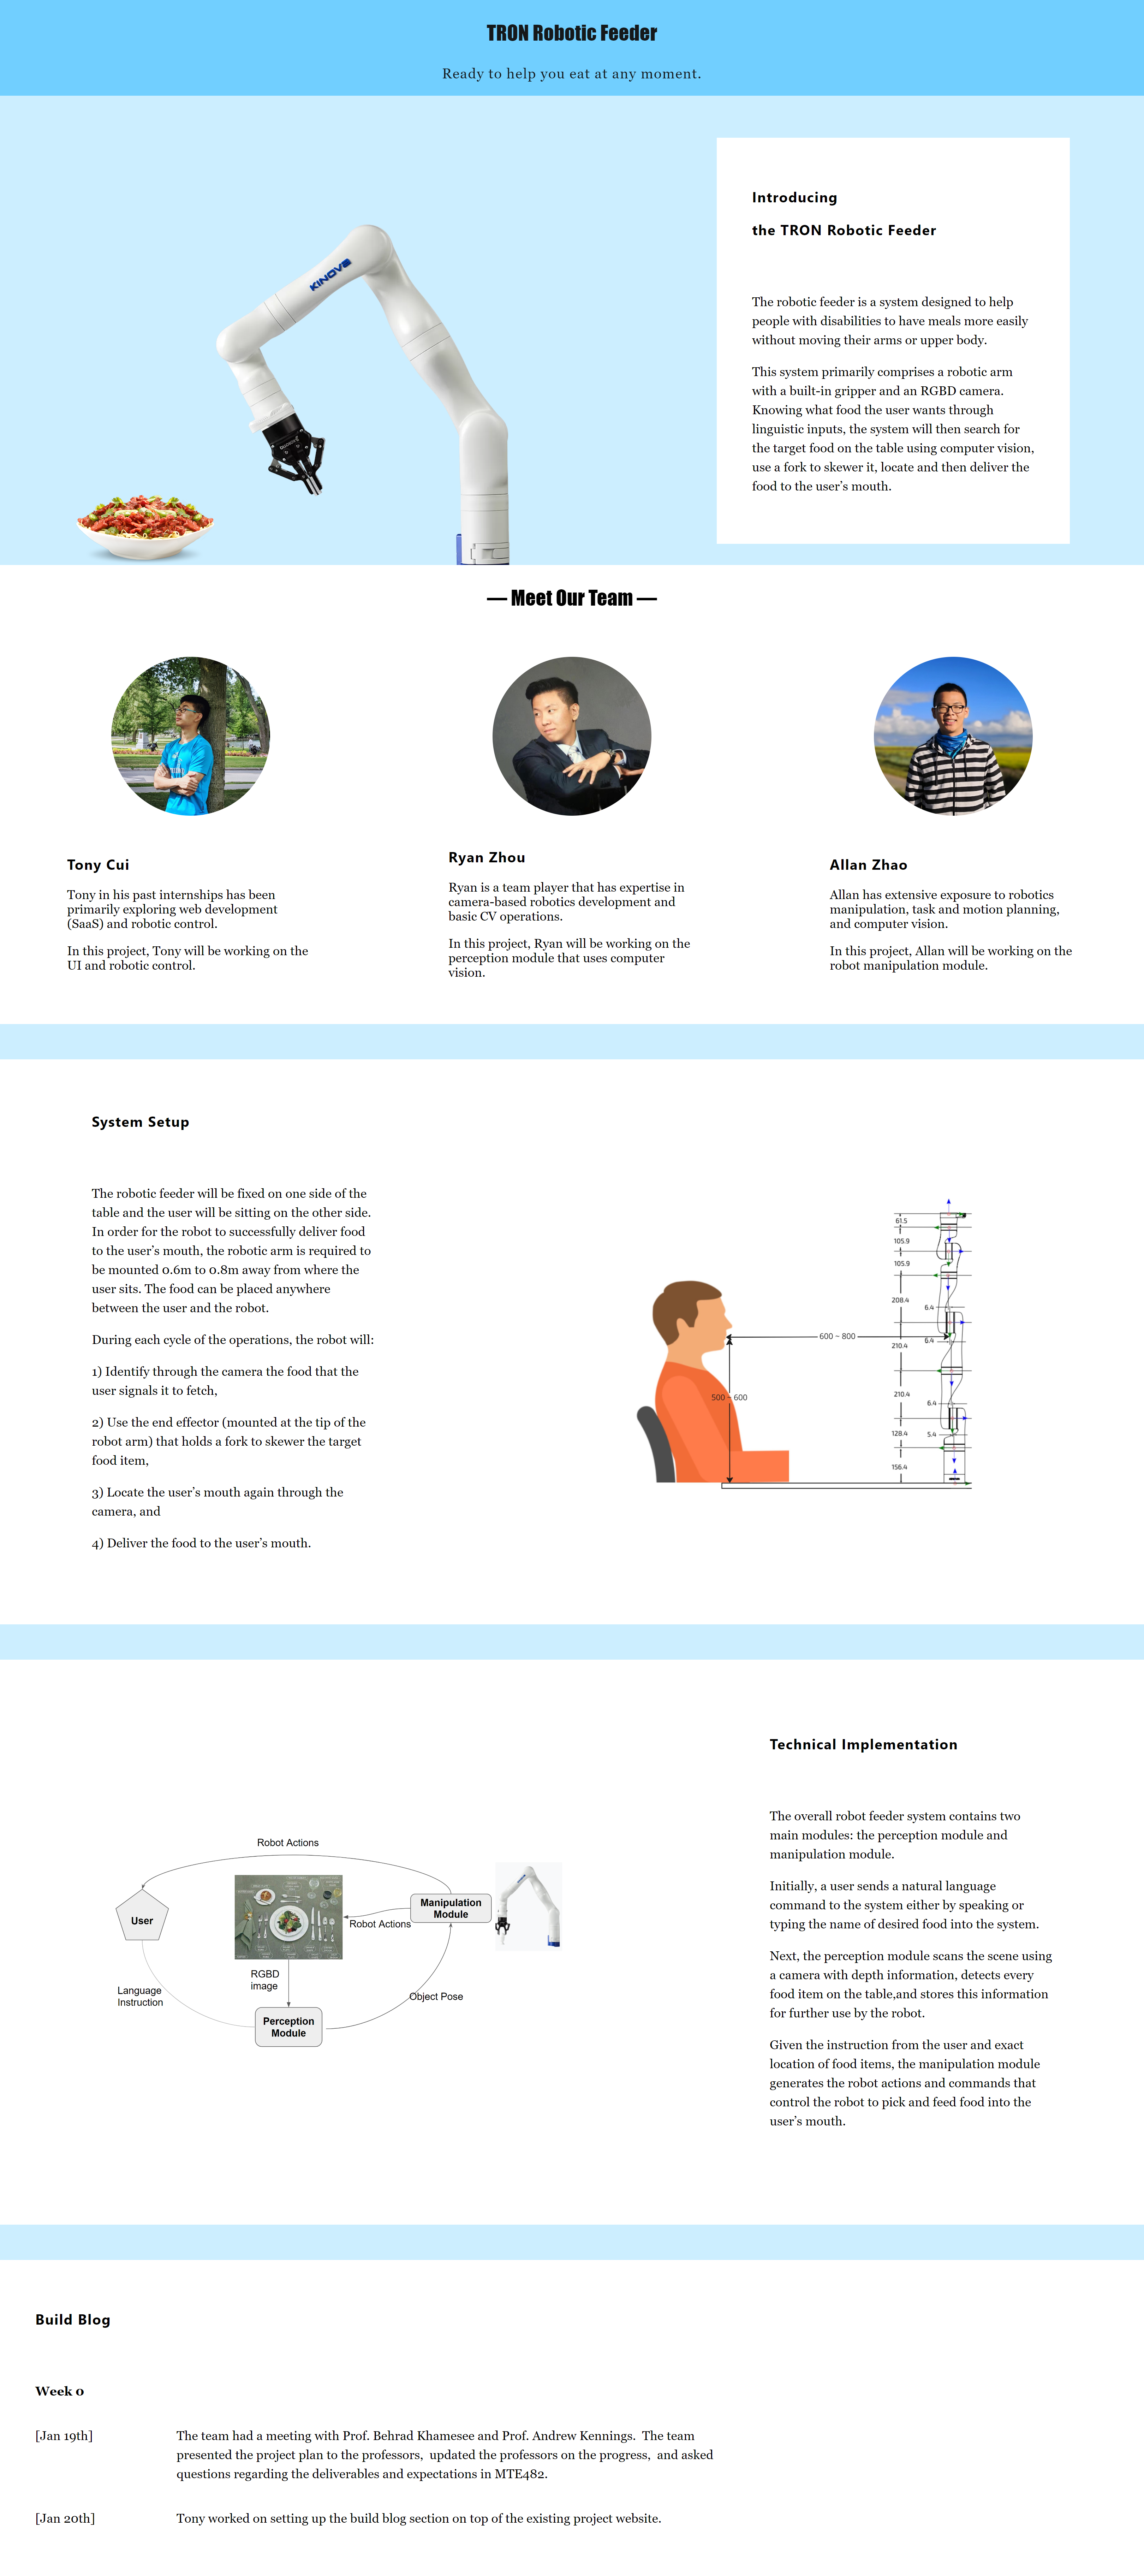 TRON Robotic Feeder
Ready to help you eat at any moment.
KINOVA
Introducing
the TRON Robotic Feeder
The robotic feeder is a system designed to help
people with disabilities to have meals more easily
without moving their arms or upper body.
This system primarily comprises a robotic arm
with a built-in gripper and an RGBD camera.
Knowing what food the user wants through
linguistic inputs, the system will then search for
the target food on the table using computer vision,
use a fork to skewer it, locate and then deliver the
food to the user’s mouth.
— Meet Our Team —
Tony Cui
Tony in his past internships has been
primarily exploring web development
(SaaS) and robotic control.
In this project, Tony will be working on the
UI and robotic control.
Ryan Zhou
Ryan is a team player that has expertise in
camera-based robotics development and
basic CV operations.
In this project, Ryan will be working on the
perception module that uses computer
vision.
Allan Zhao
Allan has extensive exposure to robotics
manipulation, task and motion planning,
and computer vision.
In this project, Allan will be working on the
robot manipulation module.
System Setup
The robotic feeder will be fixed on one side of the
table and the user will be sitting on the other side.
In order for the robot to successfully deliver food
to the user’s mouth, the robotic arm is required to
be mounted 0.6m to 0.8m away from where the
user sits. The food can be placed anywhere
between the user and the robot.
During each cycle of the operations, the robot will:
1) Identify through the camera the food that the
user signals it to fetch,
2) Use the end effector (mounted at the tip of the
robot arm) that holds a fork to skewer the target
food item,
3) Locate the user’s mouth again through the
camera, and
4) Deliver the food to the user’s mouth.
61.5
105.9
105.9
208.4
6.4
600 ~ 800
6.4
210.4
210.4
500 ~ 600
6.4
128.4
5.4
156.4
Technical Implementation
The overall robot feeder system contains two
main modules: the perception module and
manipulation module.
Initially, a user sends a natural language
command to the system either by speaking or
typing the name of desired food into the system.
Next, the perception module scans the scene using
a camera with depth information, detects every
food item on the table,and stores this information
for further use by the robot.
Given the instruction from the user and exact
location of food items, the manipulation module
generates the robot actions and commands that
control the robot to pick and feed food into the
user’s mouth.
Robot Actions
User
Manipulation
Module
Robot Actions
RGBD
image
Language
Instruction
Object Pose
Perception
Module
Build Blog
Week 0
[Jan 19th]
The team had a meeting with Prof. Behrad Khamesee and Prof. Andrew Kennings.  The team
presented the project plan to the professors,  updated the professors on the progress,  and asked
questions regarding the deliverables and expectations in MTE482.
[Jan 20th]
Tony worked on setting up the build blog section on top of the existing project website.